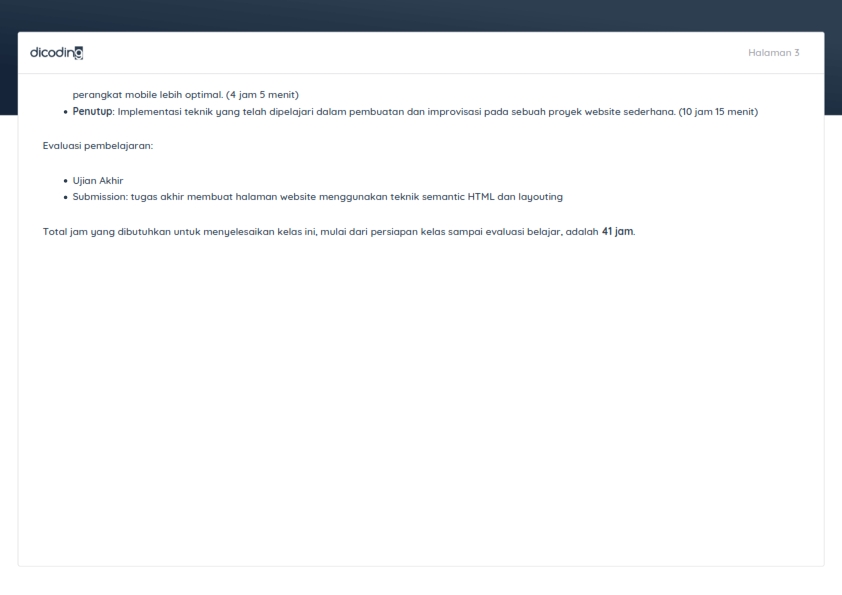 dicoding
Halaman 3
perangkat mobile lebih optimal. (4 jam 5 menit)
• Penutup: Implementasi teknik yang telah dipelajari dalam pembuatan dan improvisasi pada sebuah proyek website sederhana. (10 jam 15 menit)
Evaluasi pembelajaran:
• Ujian Akhir
• Submission: tugas akhir membuat halaman website menggunakan teknik semantic HTML dan layouting
Total jam yang dibutuhkan untuk menyelesaikan kelas ini, mulai dari persiapan kelas sampai evaluasi belajar, adalah 41 jam.